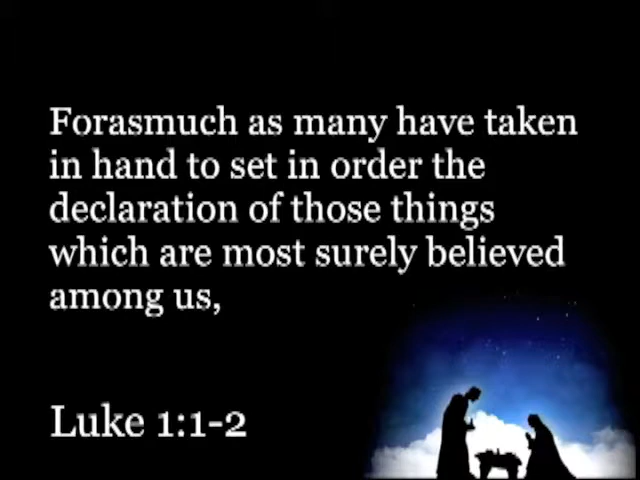 Forasmuch as many have taken
in hand to set in order the
declaration of those things
which are most surely believed
among us,
Luke 1:1-2